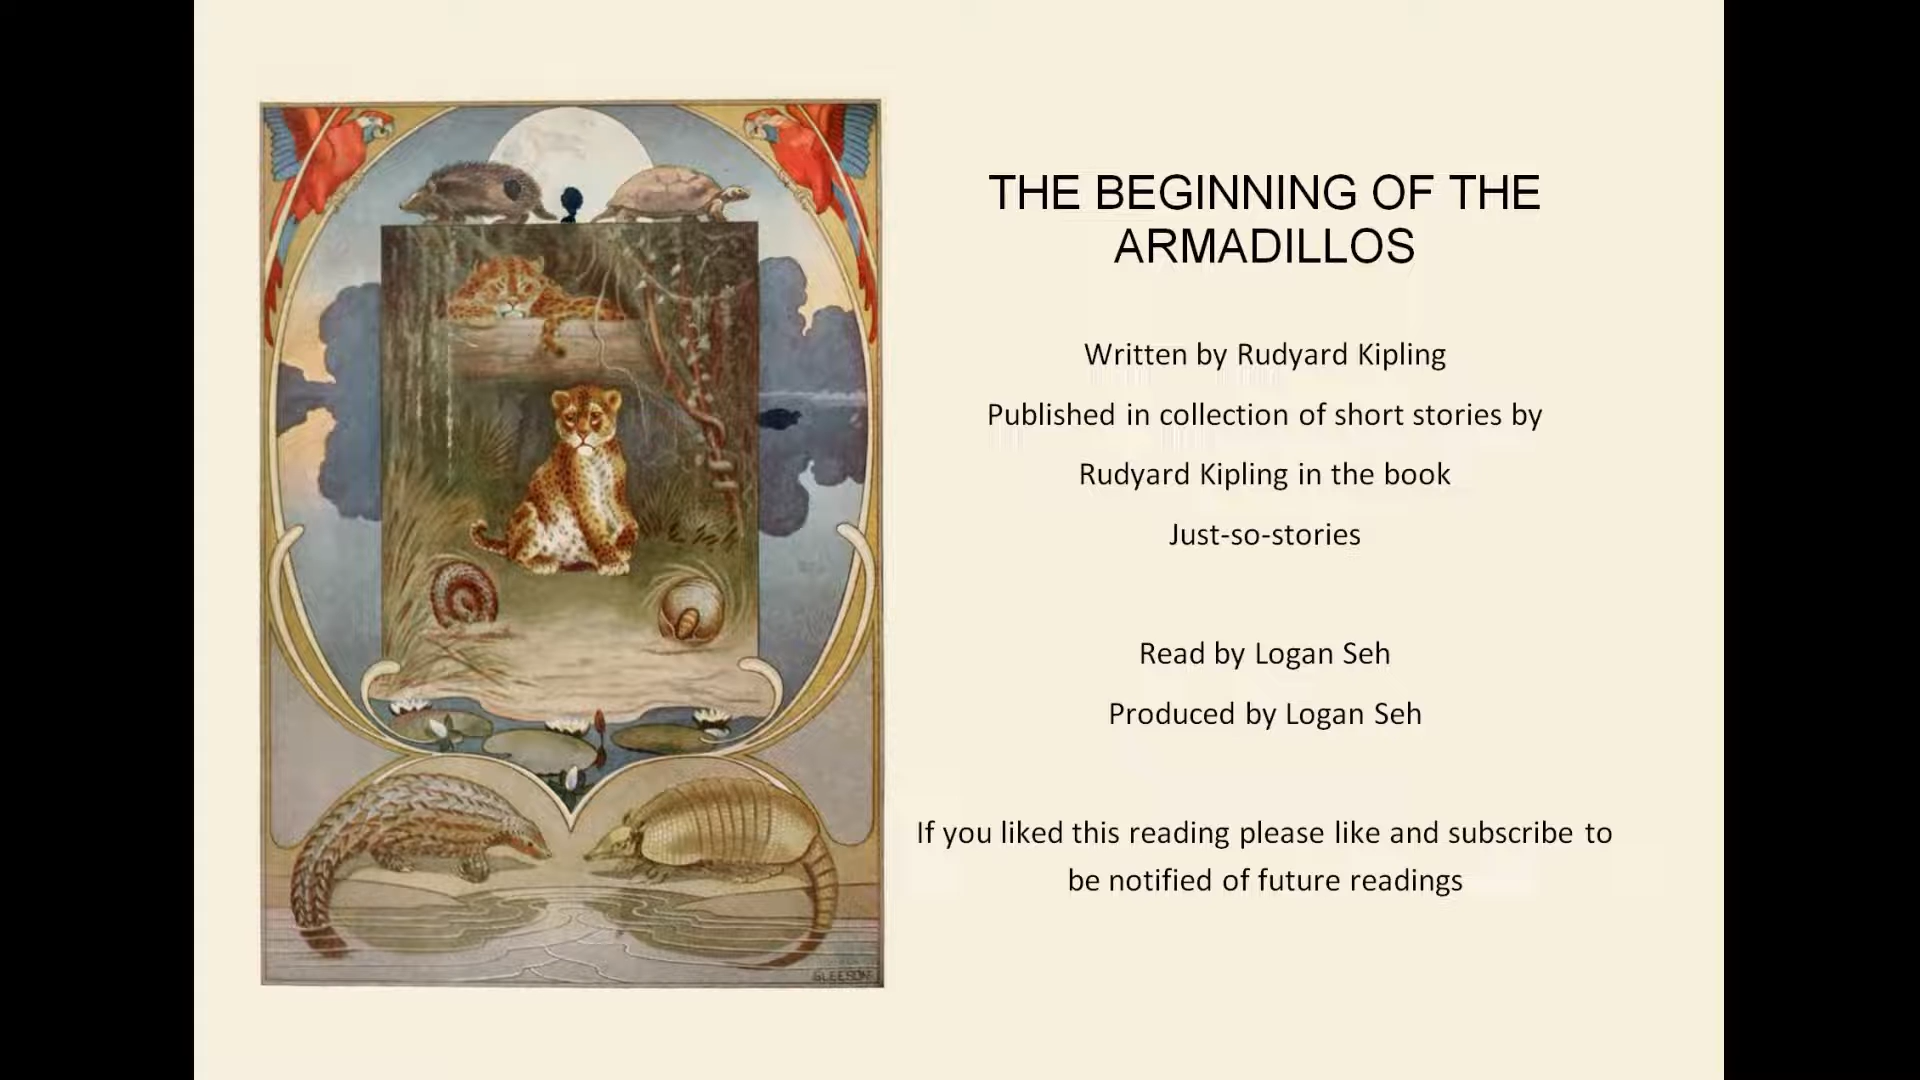 THE BEGINNING OF THE
ARMADILLOS
Written by Rudyard Kipling
Published in collection of short stories by
Rudyard Kipling in the book
Just-so-stories
Read by Logan Seh
Produced by Logan Seh
If you liked this reading please like and subscribe to
be notified of future readings
GLEESON